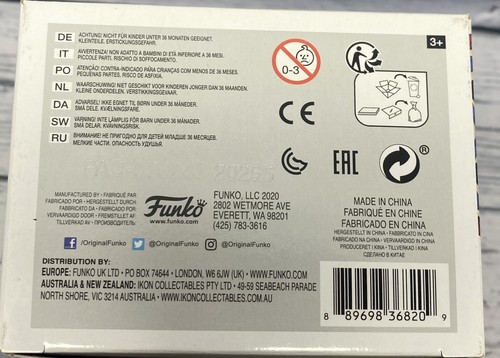 DE ACHTUNG! NICHT FÜR KINDER UNTER 36 MONATEN GEEIGNET.
KLEINTEILE. ERSTICKUNGSGEFAHR.
IT AVVERTENZA! NON ADATTO A BAMBINI DI ETÀ INFERIORE A 36 MESI.
PICCOLE PARTI. RISCHIO DI SOFFOCAMENTO.
PO ATENÇÃO! CONTRA-INDICADO PARA CRIANÇAS COM MENOS DE 36 MESES.
PEQUENAS PARTES. RISCO DE ASFIXIA.
NL WAARSCHUWING! NIET GESCHIKT VOOR KINDEREN JONGER DAN 36 MAANDEN.
KLEINE ONDERDELEN. VERSTIKKINGSGEVAAR.
DA ADVARSEL! IKKE EGNET TIL BØRN UNDER 36 MÅNEDER.
SMÅ DELE. KVÆLNINGSFARE.
SW VARNING! INTE LÄMPLIG FÖR BARN UNDER 36 MÅNADER.
SMÅ DELAR. KVÄVNINGSRISK.
RU ВНИМАНИЕ! НЕ ПРИГОДНО ДЛЯ ДЕТЕЙ МЛАДШЕ 36 МЕСЯЦЕВ.
МЕЛКИЕ ЧАСТИ. ОПАСНОСТЬ УДУШЬЯ.
0-3
3+
CE
EAC
®
MANUFACTURED BY • FABRIQUÉ PAR
FABRICADO POR • HERGESTELLT DURCH
FABBRICATO DA • FABRICADO POR
VERVAARDIGD DOOR • FREMSTILLET AF
TILLVERKAD AV • ПРОИЗВОДИТЕЛЬ:
Funko
www.funko.com
FUNKO, LLC 2020
2802 WETMORE AVE
EVERETT, WA 98201
(425) 783-3616
/OriginalFunko @OriginalFunko /OriginalFunko
MADE IN CHINA
FABRIQUÉ EN CHINE
FABRICADO EN CHINA
HERGESTELLT IN CHINA • FABBRICATO IN CINA
FABRICADO NA CHINA • VERVAARDIGD IN CHINA
PRODUCERET I KINA • TILLVERKAD I KINA
СДЕЛАНО В КИТАЕ
DISTRIBUTION BY:
EUROPE: FUNKO UK LTD • PO BOX 74644 • LONDON, W6 6JW (UK) • WWW.FUNKO.COM
AUSTRALIA & NEW ZEALAND: IKON COLLECTABLES PTY LTD • 49-59 SEABEACH PARADE
NORTH SHORE, VIC 3214 AUSTRALIA • WWW.IKONCOLLECTABLES.COM.AU
8 89698 36820 9